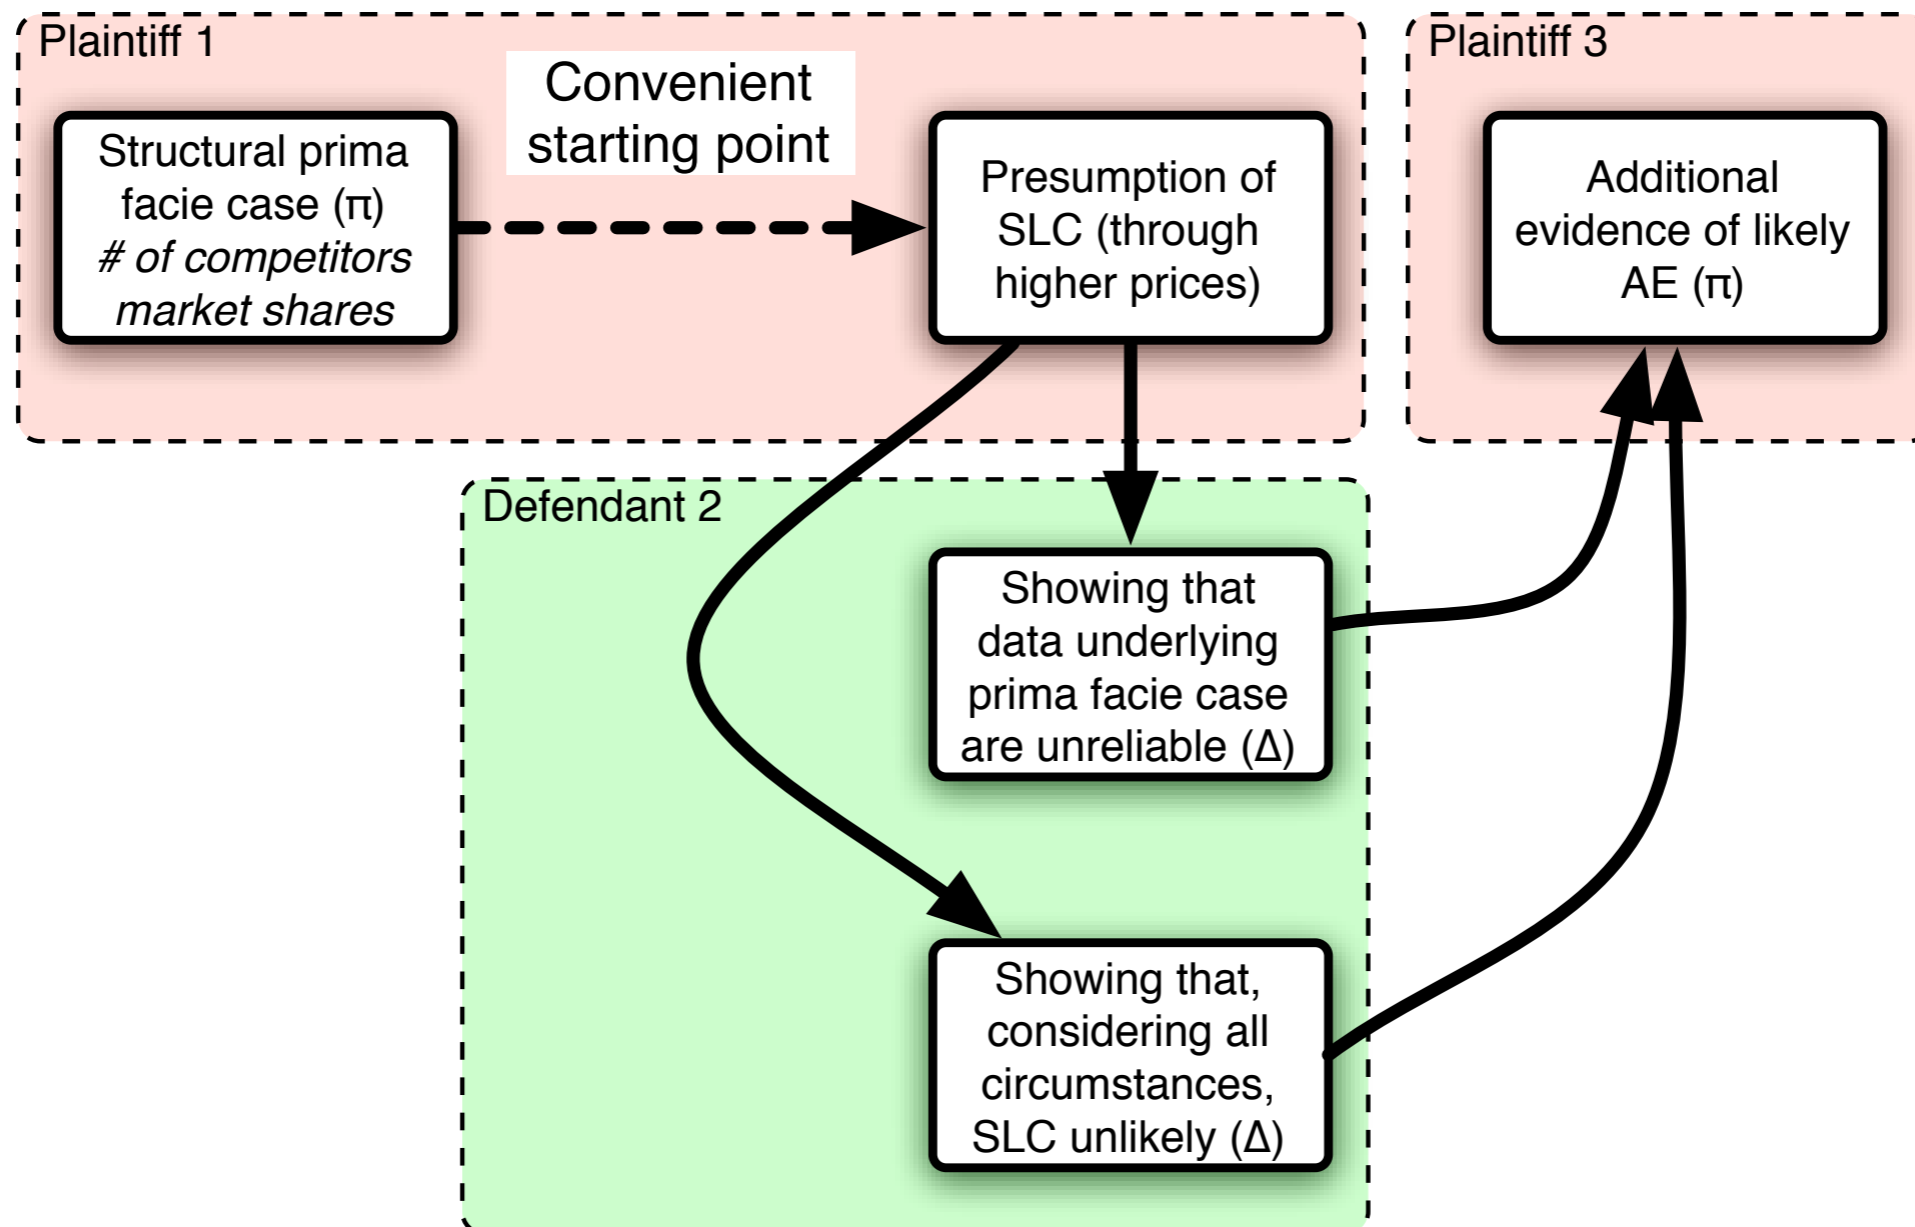 Plaintiff 1
Structural prima
facie case (π)
# of competitors
market shares
Convenient
starting point
Presumption of
SLC (through
higher prices)
Plaintiff 3
Additional
evidence of likely
AE (π)
Defendant 2
Showing that
data underlying
prima facie case
are unreliable (Δ)
Showing that,
considering all
circumstances,
SLC unlikely (Δ)